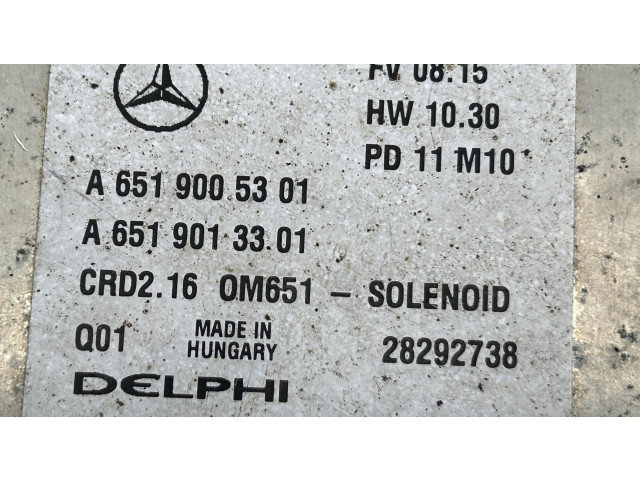 FV 08.15
HW 10.30
PD 11 M10
A 651 900 53 01
A 651 901 33 01
CRD2.16 OM651 - SOLENOID
Q01 MADE IN HUNGARY 28292738
DELPHI